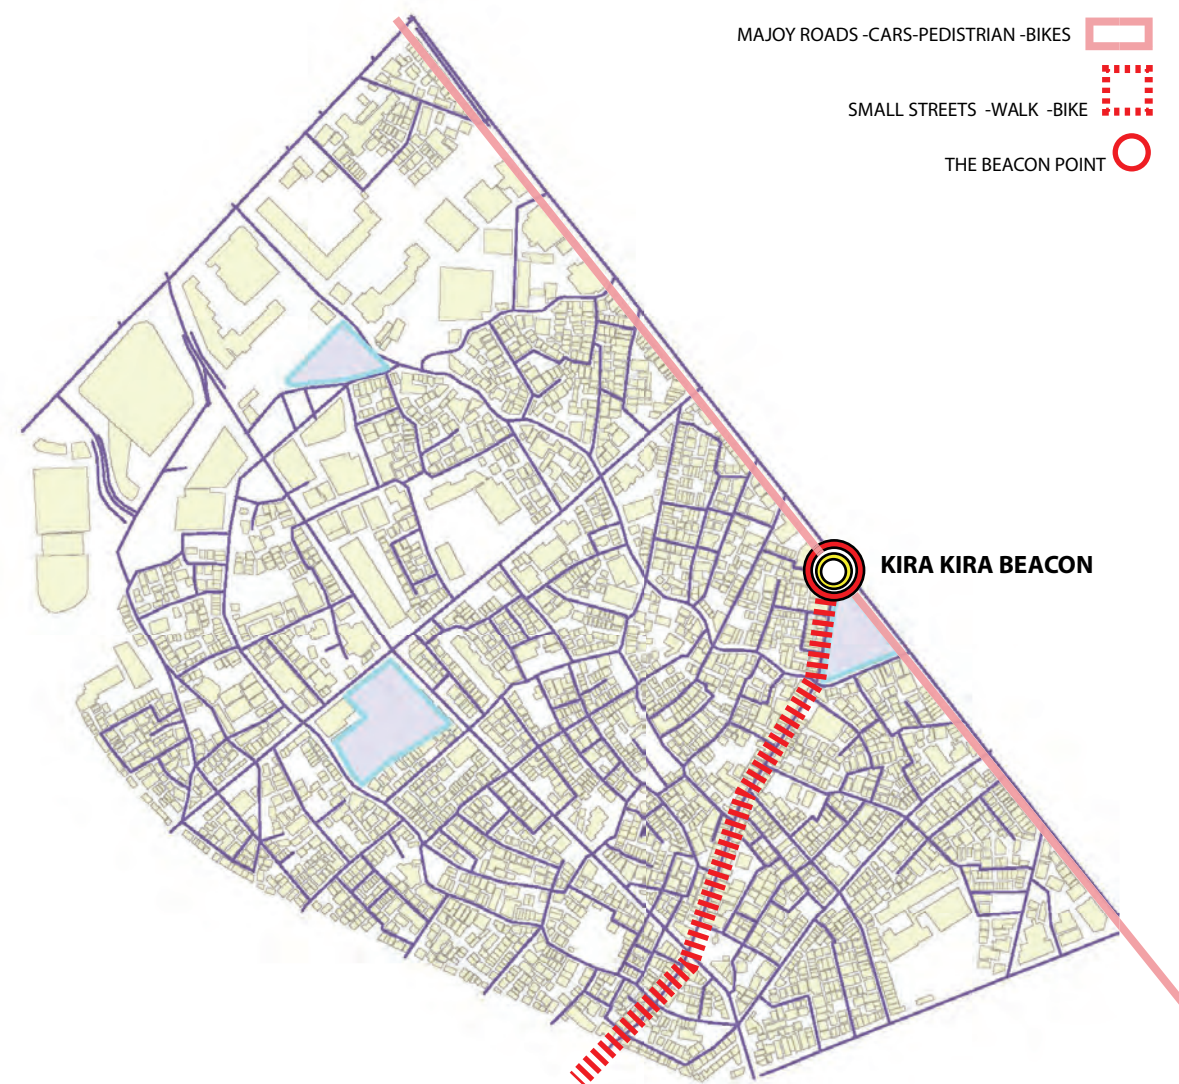 MAJOY ROADS -CARS-PEDISTRIAN -BIKES
SMALL STREETS -WALK -BIKE
THE BEACON POINT
KIRA KIRA BEACON